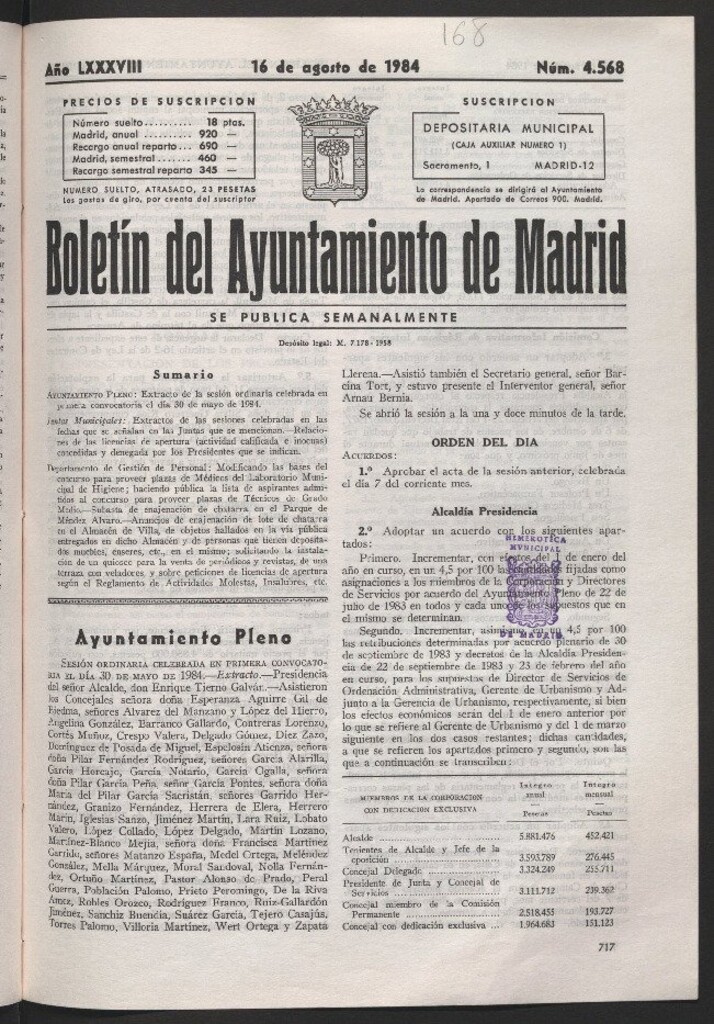 168
Año LXXXVIII 16 de agosto de 1984 Núm. 4.568
PRECIOS DE SUSCRIPCION
Número suelto.......... 18 ptas.
Madrid, anual .......... 920 —
Recargo anual reparto... 690 —
Madrid, semestral ....... 460 —
Recargo semestral reparto 345 —
NUMERO SUELTO, ATRASADO, 23 PESETAS
Los gastos de giro, por cuenta del suscriptor
SUSCRIPCION
DEPOSITARIA MUNICIPAL
(CAJA AUXILIAR NUMERO 1)
Sacramento, 1 MADRID-12
La correspondencia se dirigirá al Ayuntamiento
de Madrid. Apartado de Correos 900. Madrid.
Boletín del Ayuntamiento de Madrid
SE PUBLICA SEMANALMENTE
Depósito legal: M. 7.178 - 1958
Sumario
AYUNTAMIENTO PLENO: Extracto de la sesión ordinaria celebrada en
primera convocatoria el día 30 de mayo de 1984.
Juntas Municipales: Extractos de las sesiones celebradas en las
fechas que se señalan en las Juntas que se mencionan.—Relacio-
nes de las licencias de apertura (actividad calificada e inocuas)
concedidas y denegada por los Presidentes que se indican.
Departamento de Gestión de Personal: Modificando las bases del
concurso para proveer plazas de Médicos del Laboratorio Muni-
cipal de Higiene; haciendo pública la lista de aspirantes admi-
tidos al concurso para proveer plazas de Técnicos de Grado
Medio.—Subasta de enajenación de chatarra en el Parque de
Méndez Alvaro.—Anuncios de enajenación de lote de chatarra
en el Almacén de Villa, de objetos hallados en la vía pública
entregados en dicho Almacén y de personas que tienen deposita-
dos muebles, enseres, etc., en el mismo; solicitando la instala-
ción de un quiosco para la venta de periódicos y revistas, de una
terraza con veladores, y sobre peticiones de licencias de apertura
según el Reglamento de Actividades Molestas, Insalubres, etc.
Ayuntamiento Pleno
SESIÓN ORDINARIA CELEBRADA EN PRIMERA CONVOCATO-
RIA EL DÍA 30 DE MAYO DE 1984.—Extracto.—Presidencia
del señor Alcalde, don Enrique Tierno Galván.—Asistieron
los Concejales señora doña Esperanza Aguirre Gil de
Biedma, señores Alvarez del Manzano y López del Hierro,
Angelina González, Barranco Gallardo, Contreras Lorenzo,
Cortés Muñoz, Crespo Valera, Delgado Gómez, Díez Zazo,
Domínguez de Posada de Miguel, Espelosín Atienza, señora
doña Pilar Fernández Rodríguez, señores García Alarilla,
García Horcajo, García Notario, García Ogalla, señora
doña Pilar García Peña, señor García Pontes, señora doña
María del Pilar García Sacristán, señores Garrido Her-
nández, Granizo Fernández, Herrera de Elera, Herrero
Marín, Iglesias Sanzo, Jiménez Martín, Lara Ruiz, Lobato
Valero, López Collado, López Delgado, Martín Lozano,
Martínez-Blanco Mejía, señora doña Francisca Martínez
Garrido, señores Matanzo España, Medel Ortega, Meléndez
González, Mella Márquez, Moral Sandoval, Nolla Fernán-
dez, Ortuño Martínez, Pastor Alonso de Prado, Peral
Guerra, Población Palomo, Prieto Peromingo, De la Riva
Amez, Robles Orozco, Rodríguez Franco, Ruiz-Gallardón
Jiménez, Sanchiz Buendía, Suárez García, Tejero Casajús,
Torres Palomo, Villoria Martínez, Wert Ortega y Zapata
Llerena.—Asistió también el Secretario general, señor Bar-
cina Tort, y estuvo presente el Interventor general, señor
Arnau Bernia.
Se abrió la sesión a la una y doce minutos de la tarde.
ORDEN DEL DIA
ACUERDOS:
1.º Aprobar el acta de la sesión anterior, celebrada
el día 7 del corriente mes.
Alcaldía Presidencia
2.º Adoptar un acuerdo con los siguientes apar-
tados:
Primero. Incrementar, con efectos del 1 de enero del
año en curso, en un 4,5 por 100 las cantidades fijadas como
asignaciones a los miembros de la Corporación y Directores
de Servicios por acuerdo del Ayuntamiento Pleno de 22 de
julio de 1983 en todos y cada uno de los supuestos que en
el mismo se determinan.
Segundo. Incrementar, asimismo, en un 4,5 por 100
las retribuciones determinadas por acuerdo plenario de 30
de septiembre de 1983 y decretos de la Alcaldía Presiden-
cia de 22 de septiembre de 1983 y 23 de febrero del año
en curso, para los supuestos de Director de Servicios de
Ordenación Administrativa, Gerente de Urbanismo y Ad-
junto a la Gerencia de Urbanismo, respectivamente, si bien
los efectos económicos serán del 1 de enero anterior por
lo que se refiere al Gerente de Urbanismo y del 1 de marzo
siguiente en los dos casos restantes; dichas cantidades,
a que se refieren los apartados primero y segundo, son las
que a continuación se transcriben:
HEMEROTECA
MUNICIPAL
DE MADRID
MIEMBROS DE LA CORPORACIÓN
CON DEDICACIÓN EXCLUSIVA
Integro anual — Pesetas
Integro mensual — Pesetas
Alcalde 5.881.476 452.421
Tenientes de Alcalde y Jefe de la
oposición 3.593.789 276.445
Concejal Delegado 3.324.249 255.711
Presidente de Junta y Concejal de
Servicios 3.111.712 239.362
Concejal miembro de la Comisión
Permanente 2.518.455 193.727
Concejal con dedicación exclusiva ... 1.964.683 151.123
717